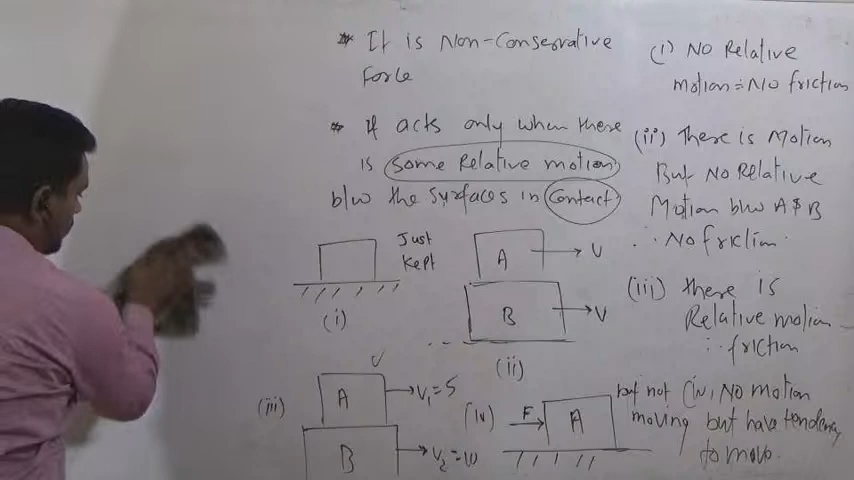 * It is Non-Conservative
Force
* If acts only when there
is some Relative motion
b/w the surfaces in Contact
Just
Kept
(i)
A
V
B
V
(ii)
(iii)
V
A
V₁=5
B
V₂=10
(iv)
F
A
(i) NO Relative
motion = No friction
(ii) There is Motion
But NO Relative
Motion b/w A & B
∴ No friction.
(iii) there is
Relative motion
∴ friction
but not (iv) NO motion
moving but have tendency
to move.